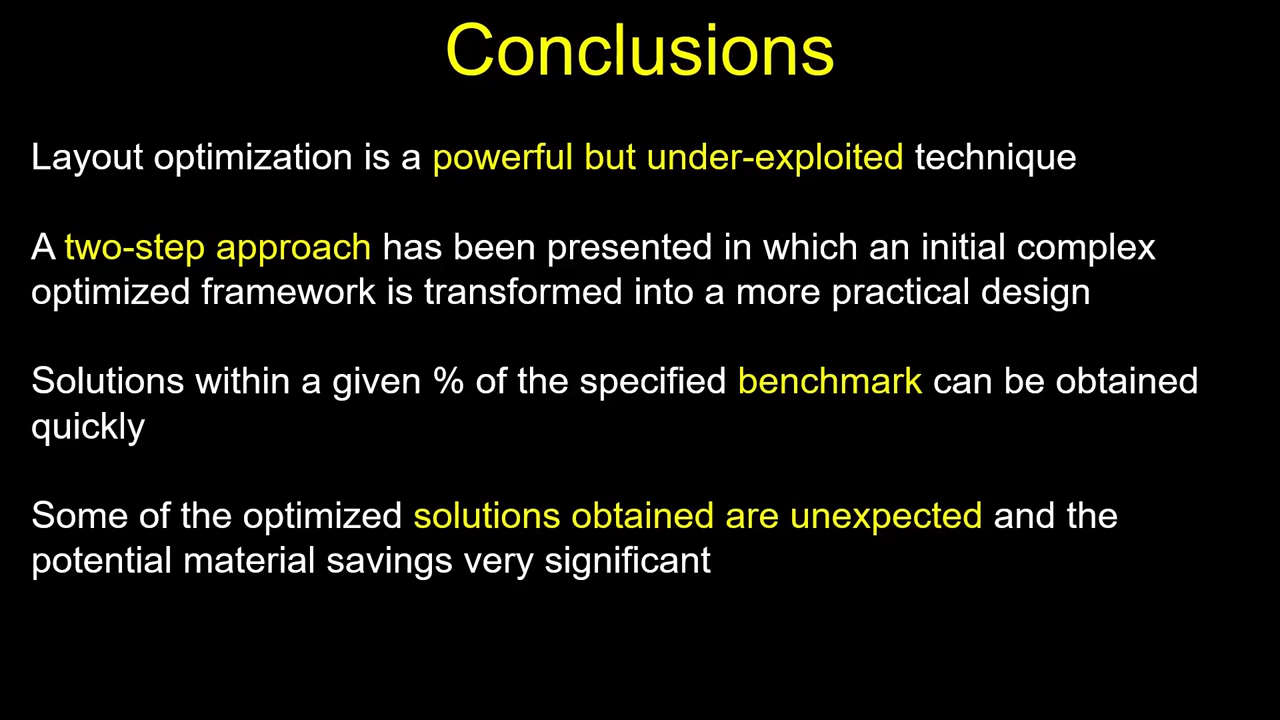 Conclusions
Layout optimization is a powerful but under-exploited technique
A two-step approach has been presented in which an initial complex
optimized framework is transformed into a more practical design
Solutions within a given % of the specified benchmark can be obtained
quickly
Some of the optimized solutions obtained are unexpected and the
potential material savings very significant